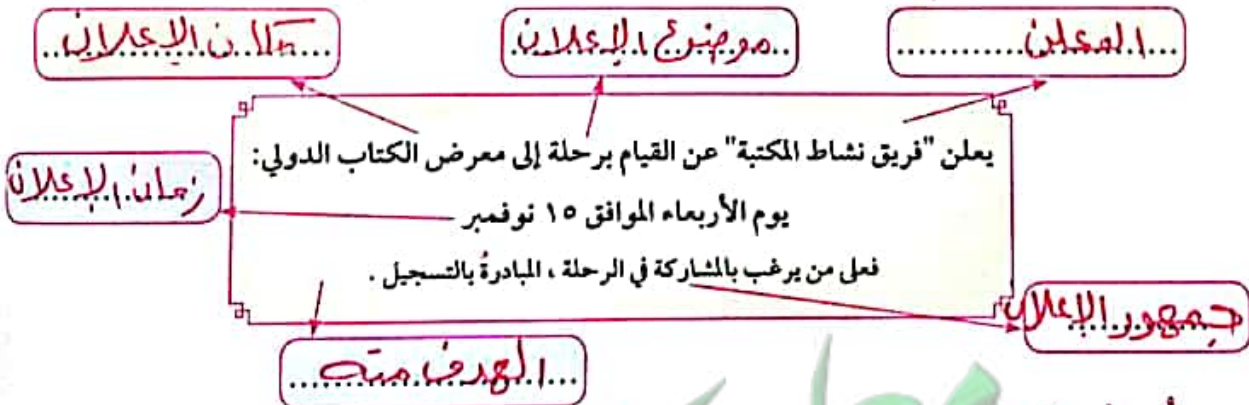 المعلن
موضوع الإعلان
مكان الإعلان
يعلن "فريق نشاط المكتبة" عن القيام برحلة إلى معرض الكتاب الدولي:
زمان الإعلان
يوم الأربعاء الموافق ١٥ نوفمبر
فعلى من يرغب بالمشاركة في الرحلة ، المبادرةُ بالتسجيل .
جمهور الإعلان
الهدف منه